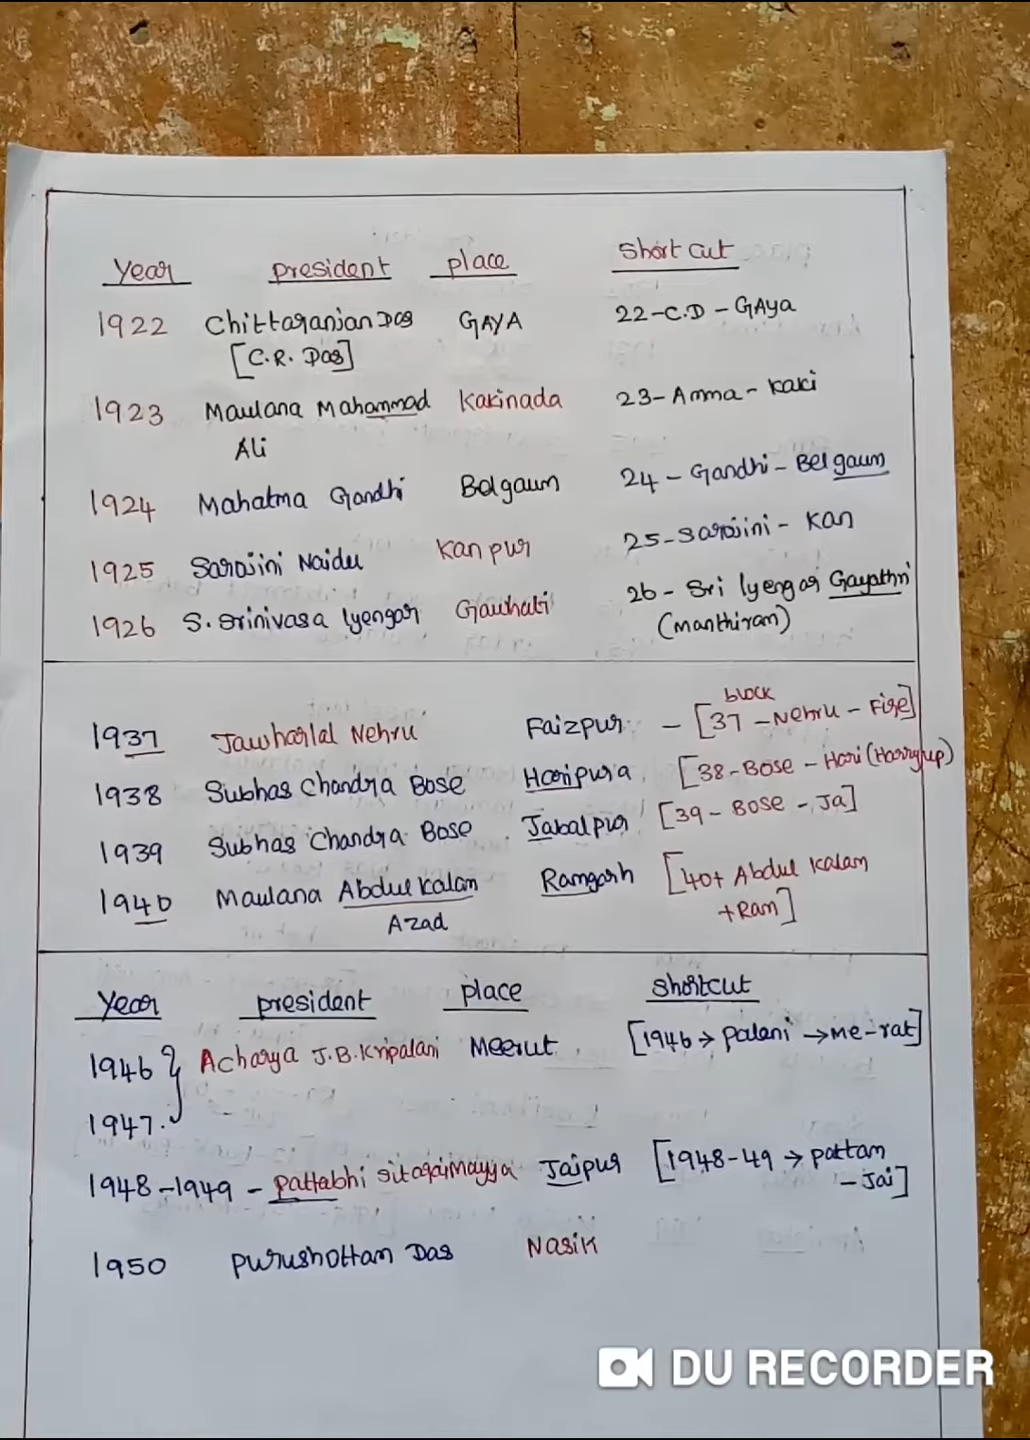 Year president place Short cut
1922 Chittaranjan Das GAYA 22-C.D - GAya
[C.R. Das]
1923 Maulana Mahammad Kakinada 23-Amma - kaki
Ali
1924 Mahatma Gandhi Belgaum 24 - Gandhi - Belgaum
1925 Sarojini Naidu Kanpur 25-Sarojini - Kan
1926 S. Srinivasa Iyengar Gauhati 26 - Sri Iyengar Gayathri
(manthiram)
block
1937 Jawharlal Nehru Faizpur - [37 - Nehru - Fire]
1938 Subhas Chandra Bose Haripura [38-Bose - Hari (Harryup)
1939 Subhas Chandra Bose Jabalpur [39 - Bose - Ja]
1940 Maulana Abdul kalam Ramgarh [40+ Abdul Kalam
Azad +Ram]
Year president place shortcut
1946 } Acharya J.B. Kripalani Meerut [1946 → palani → me-rat]
1947.
1948-1949 - pattabhi sitaraimayya Jaipur [1948-49 → pattam
- Jai]
1950 purushottam Das Nasik
DU RECORDER